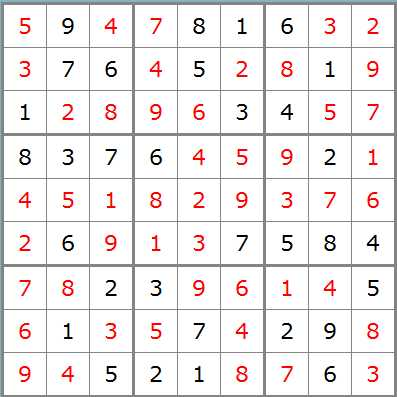 5 9 4 7 8 1 6 3 2
3 7 6 4 5 2 8 1 9
1 2 8 9 6 3 4 5 7
8 3 7 6 4 5 9 2 1
4 5 1 8 2 9 3 7 6
2 6 9 1 3 7 5 8 4
7 8 2 3 9 6 1 4 5
6 1 3 5 7 4 2 9 8
9 4 5 2 1 8 7 6 3